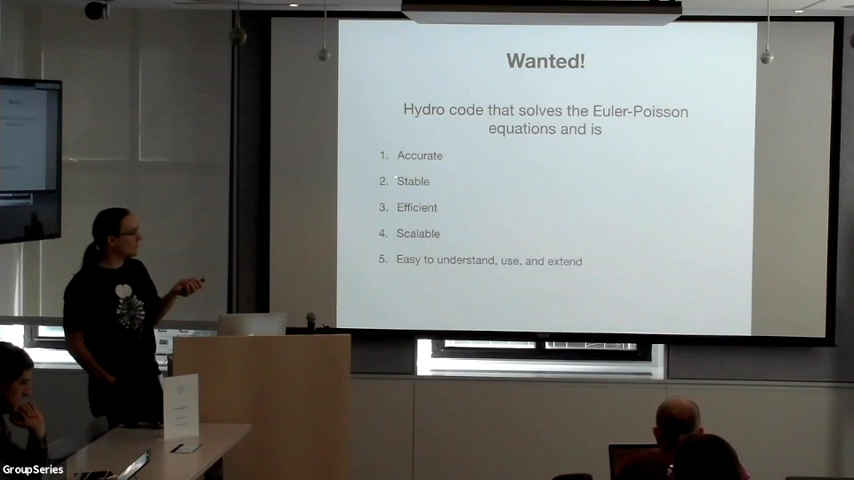 Wanted!
Hydro code that solves the Euler-Poisson
equations and is
1. Accurate
2. Stable
3. Efficient
4. Scalable
5. Easy to understand, use, and extend
GroupSeries